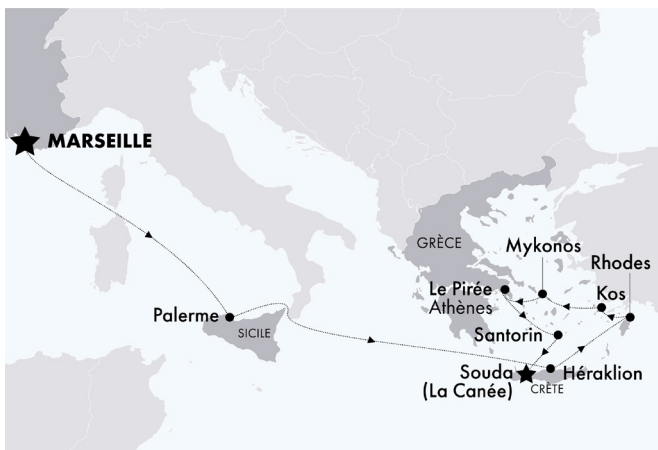 MARSEILLE
GRÈCE
Mykonos
Rhodes
Le Pirée
Athènes
Kos
Palerme
SICILE
Santorin
Souda
(La Canée)
Héraklion
CRÈTE